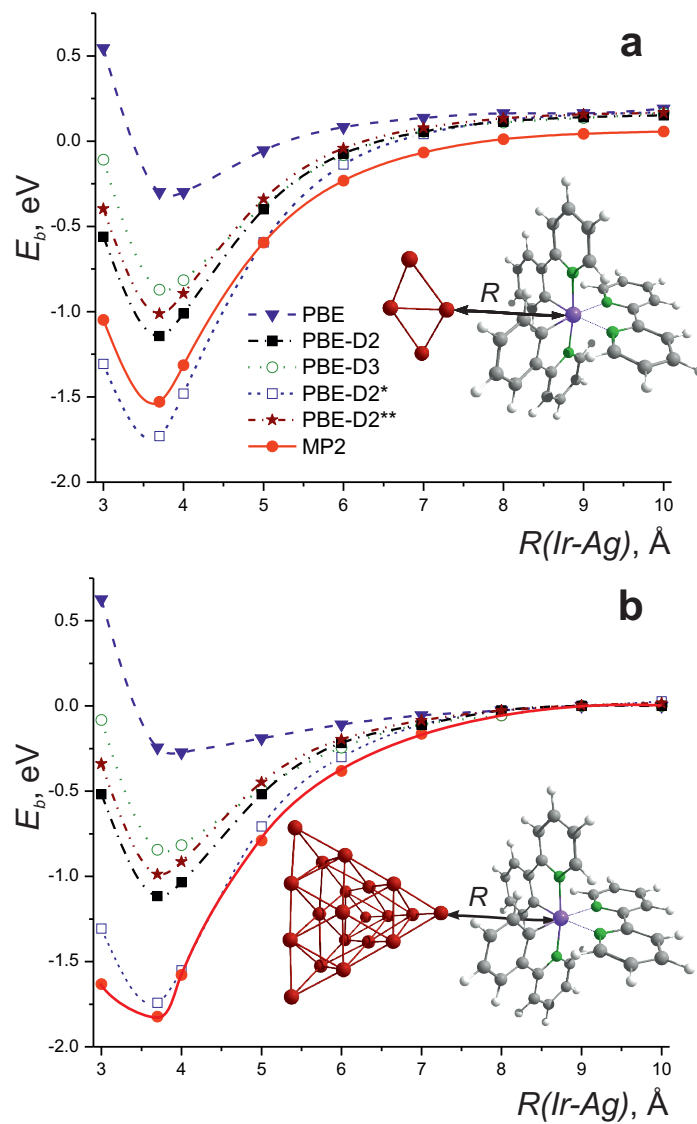 a
0.5
0.0
-0.5
-1.0
-1.5
-2.0
E_b, eV
R
PBE
PBE-D2
PBE-D3
PBE-D2*
PBE-D2**
MP2
3 4 5 6 7 8 9 10
R(Ir-Ag), Å
b
0.5
0.0
-0.5
-1.0
-1.5
-2.0
E_b, eV
R
3 4 5 6 7 8 9 10
R(Ir-Ag), Å